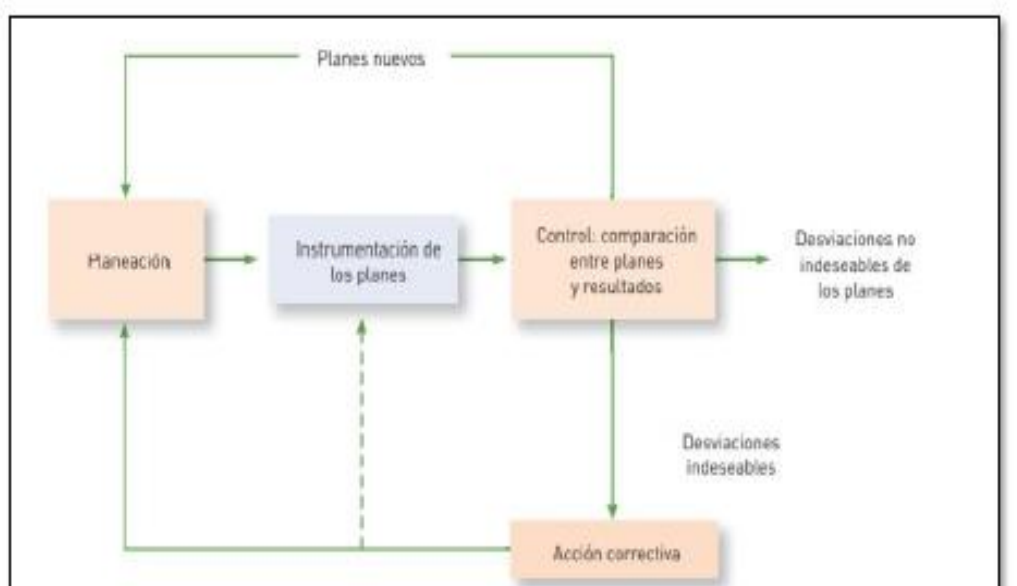 Planes nuevos
Planeación
Instrumentación de
los planes
Control: comparación
entre planes
y resultados
Desviaciones no
indeseables de
los planes
Desviaciones
indeseables
Acción correctiva